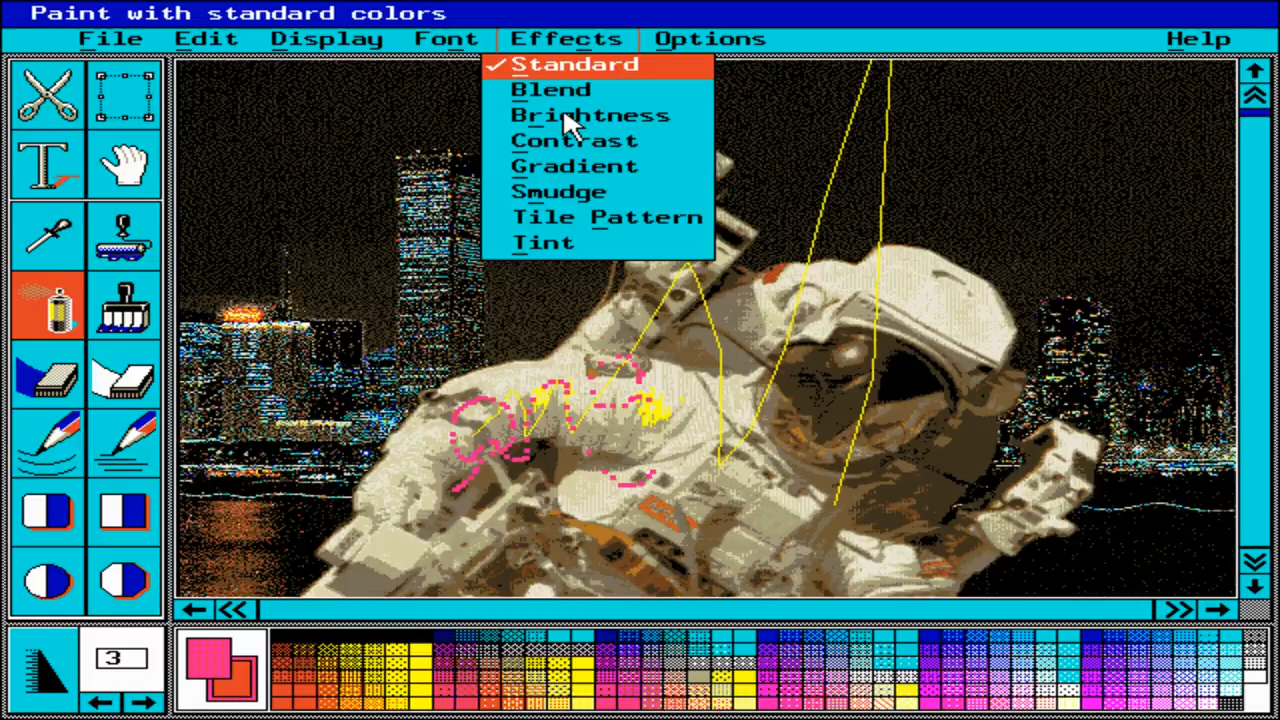 Paint with standard colors
File Edit Display Font Effects Options Help
✓Standard
Blend
Brightness
Contrast
Gradient
Smudge
Tile Pattern
Tint
T
3